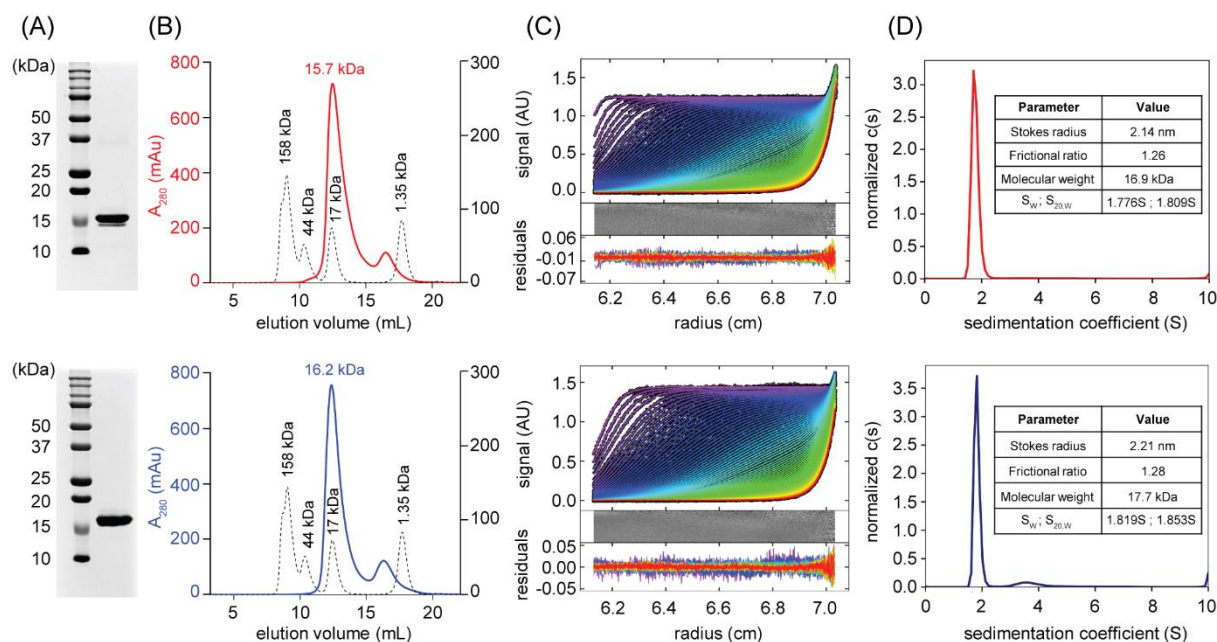 (A)
(B)
(C)
(D)
(kDa)
50
37
25
20
15
10
800
600
400
200
0
A280 (mAu)
15.7 kDa
158 kDa
44 kDa
17 kDa
1.35 kDa
300
200
100
0
5
10
15
20
elution volume (mL)
signal (AU)
1.5
1.0
0.5
0.0
residuals
0.06
-0.01
-0.07
6.2
6.4
6.6
6.8
7.0
radius (cm)
normalized c(s)
3.0
2.5
2.0
1.5
1.0
0.5
0.0
Parameter Value
Stokes radius 2.14 nm
Frictional ratio 1.26
Molecular weight 16.9 kDa
SW ; S20,W 1.776S ; 1.809S
0
2
4
6
8
10
sedimentation coefficient (S)
(kDa)
50
37
25
20
15
10
800
600
400
200
0
A280 (mAu)
16.2 kDa
158 kDa
44 kDa
17 kDa
1.35 kDa
300
200
100
0
5
10
15
20
elution volume (mL)
signal (AU)
1.5
1.0
0.5
0.0
residuals
0.05
0.00
-0.05
6.2
6.4
6.6
6.8
7.0
radius (cm)
normalized c(s)
3.5
3.0
2.5
2.0
1.5
1.0
0.5
0.0
Parameter Value
Stokes radius 2.21 nm
Frictional ratio 1.28
Molecular weight 17.7 kDa
SW ; S20,W 1.819S ; 1.853S
0
2
4
6
8
10
sedimentation coefficient (S)